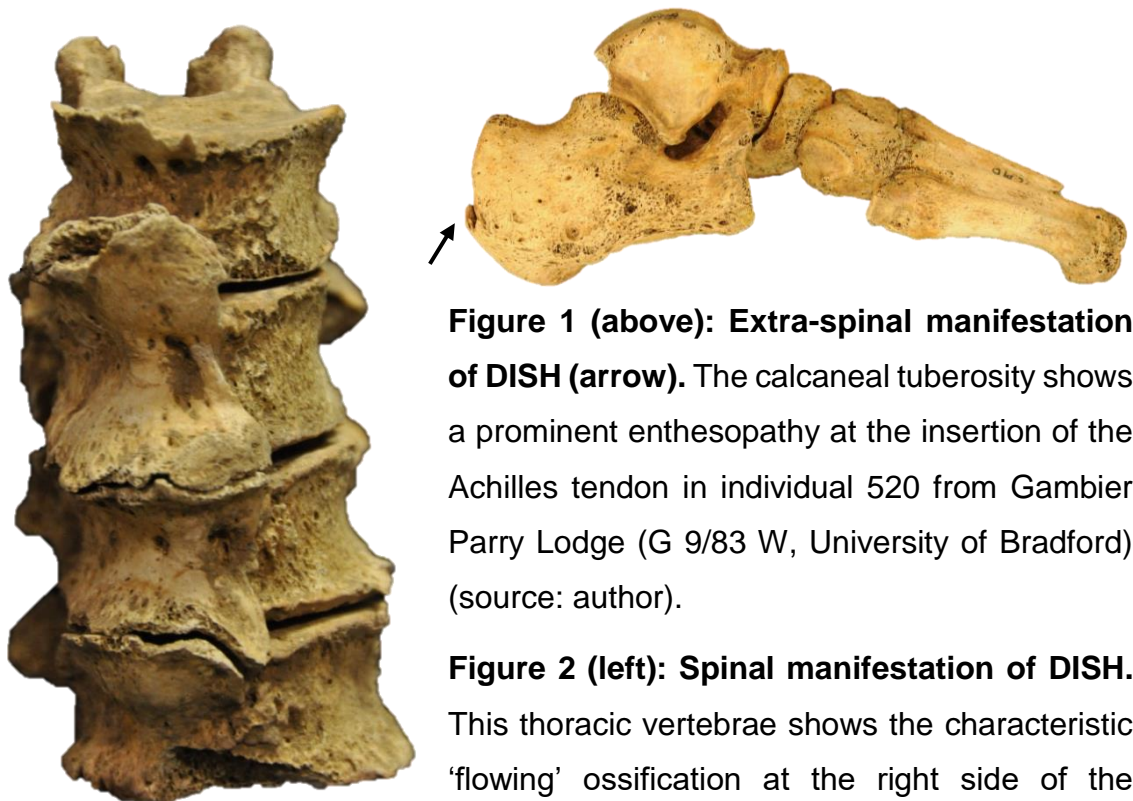 Figure 1 (above): Extra-spinal manifestation
of DISH (arrow). The calcaneal tuberosity shows
a prominent enthesopathy at the insertion of the
Achilles tendon in individual 520 from Gambier
Parry Lodge (G 9/83 W, University of Bradford)
(source: author).
Figure 2 (left): Spinal manifestation of DISH.
This thoracic vertebrae shows the characteristic
‘flowing’ ossification at the right side of the